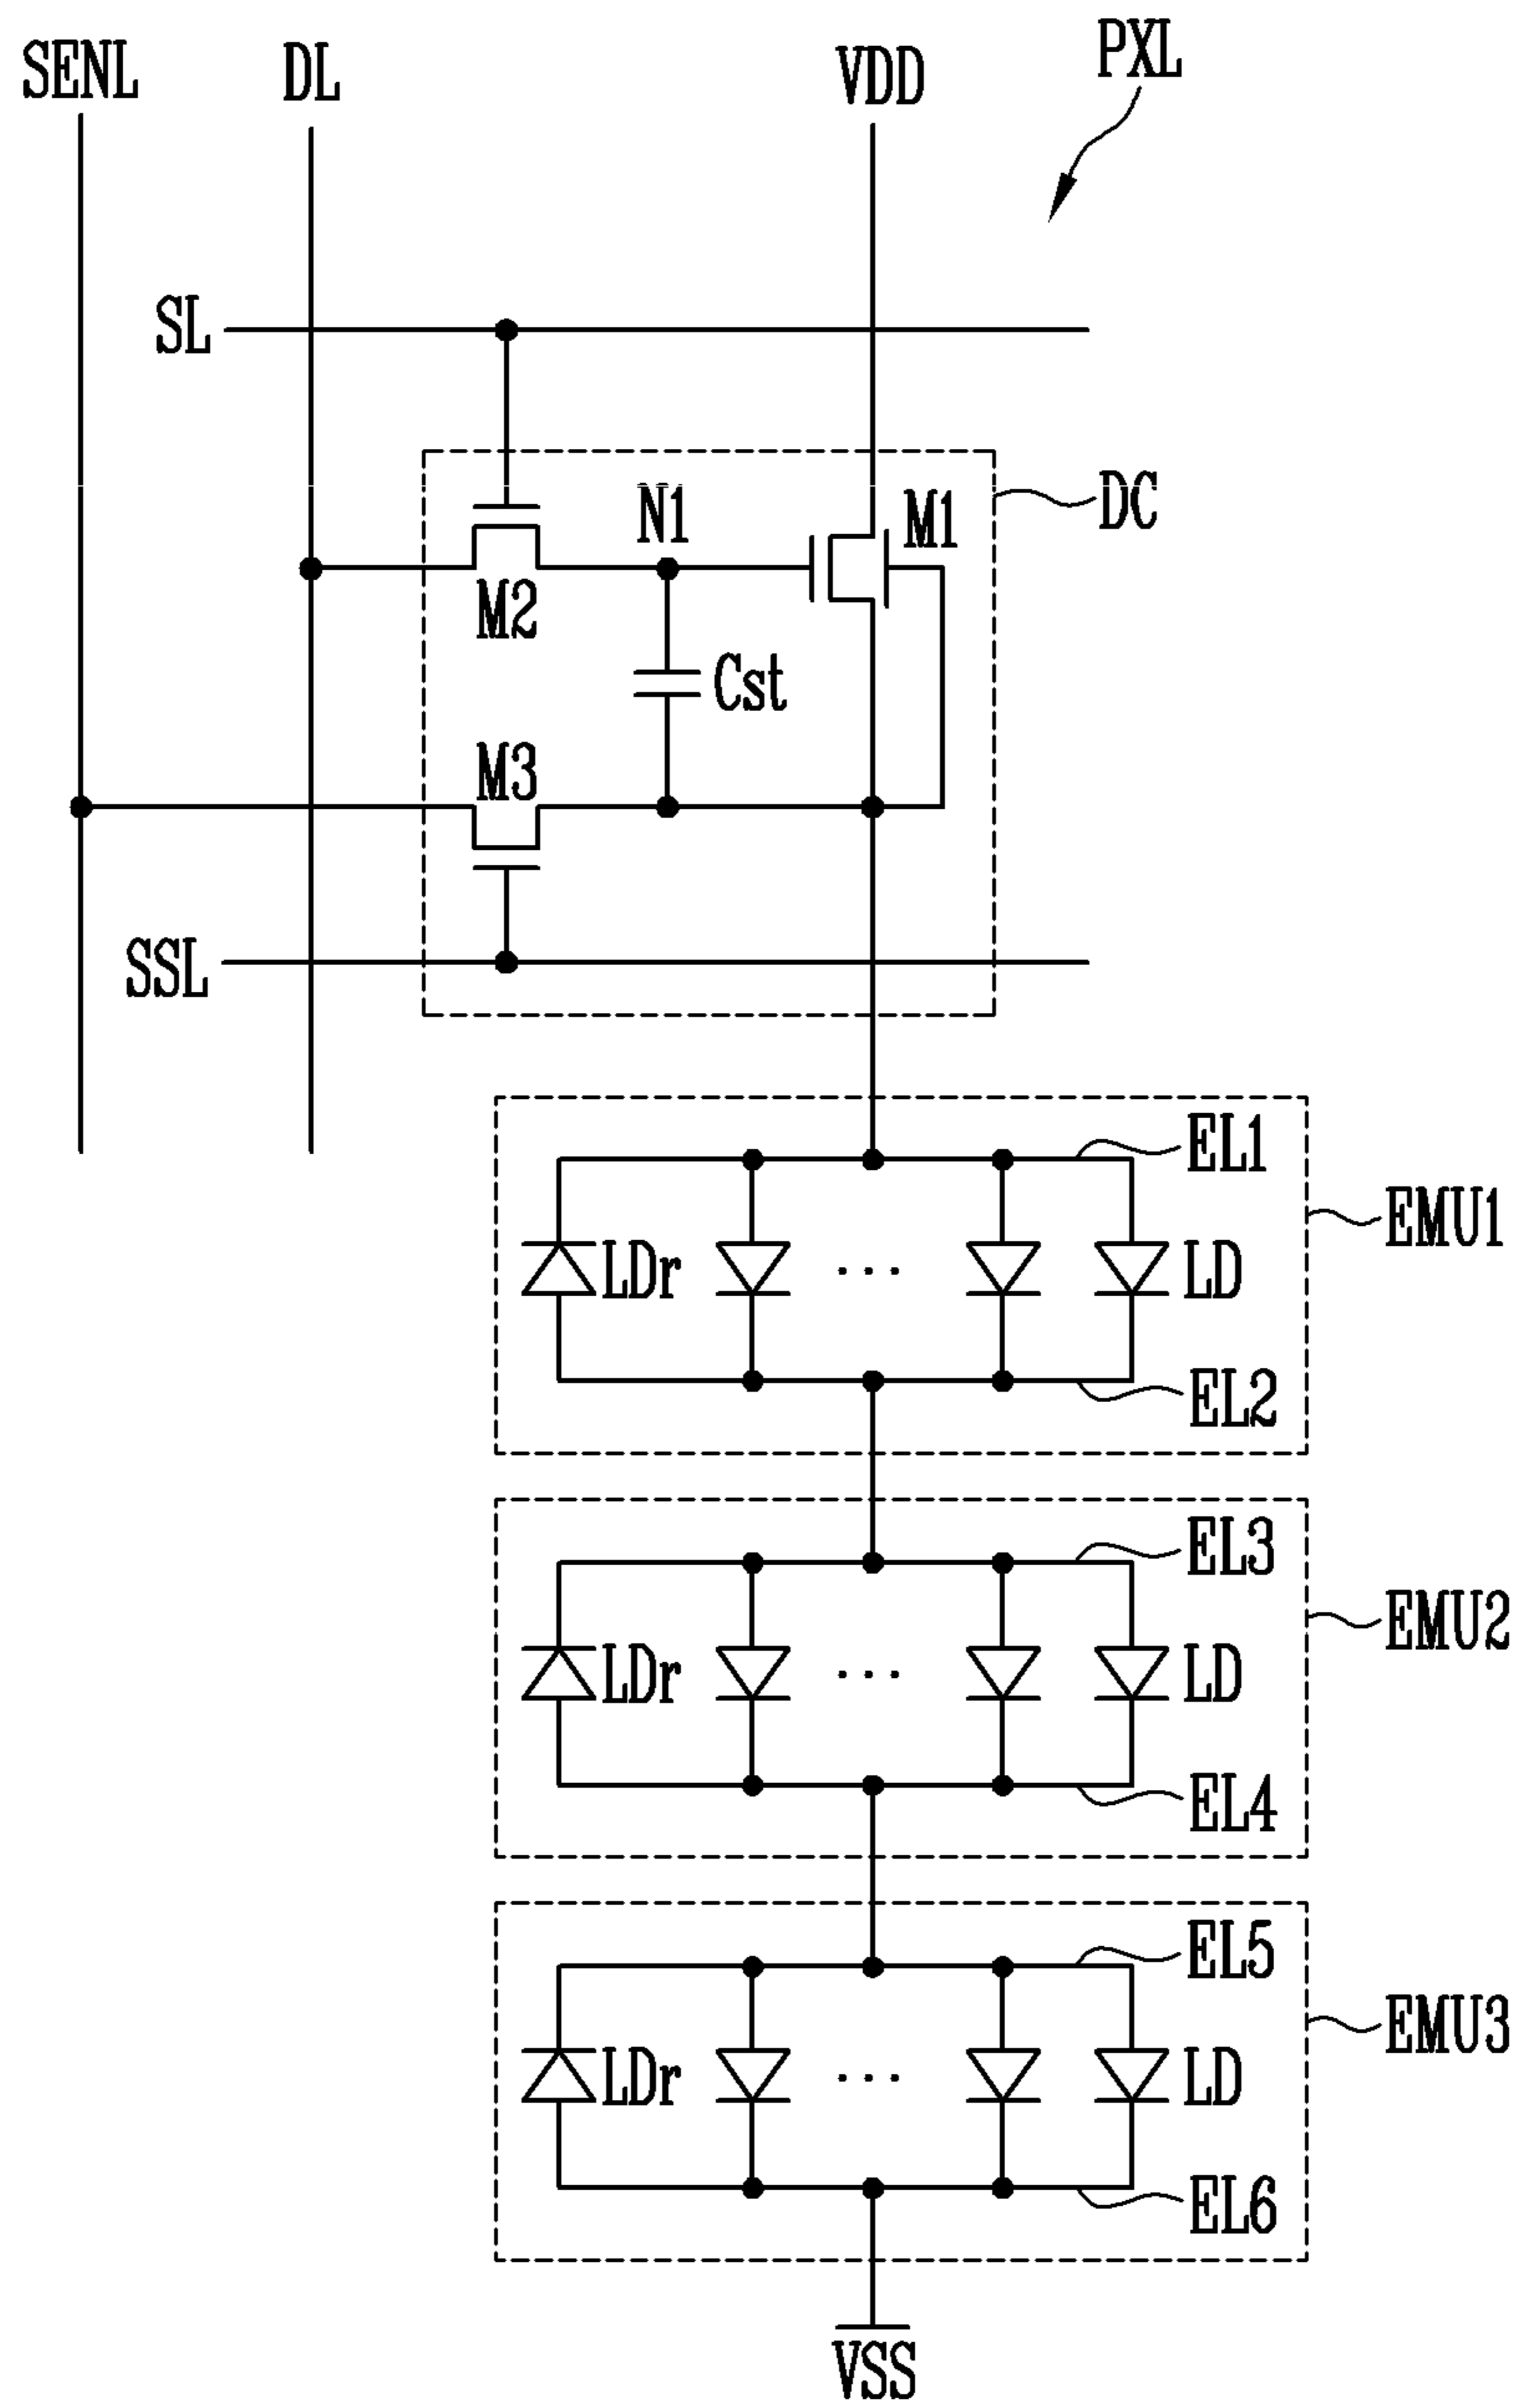 PXL
SENL
DL
VDD
SL
DC
N1
M1
M2
Cst
M3
SSL
EL1
EMU1
LDr
...
LD
EL2
EL3
EMU2
LDr
...
LD
EL4
EL5
EMU3
LDr
...
LD
EL6
VSS